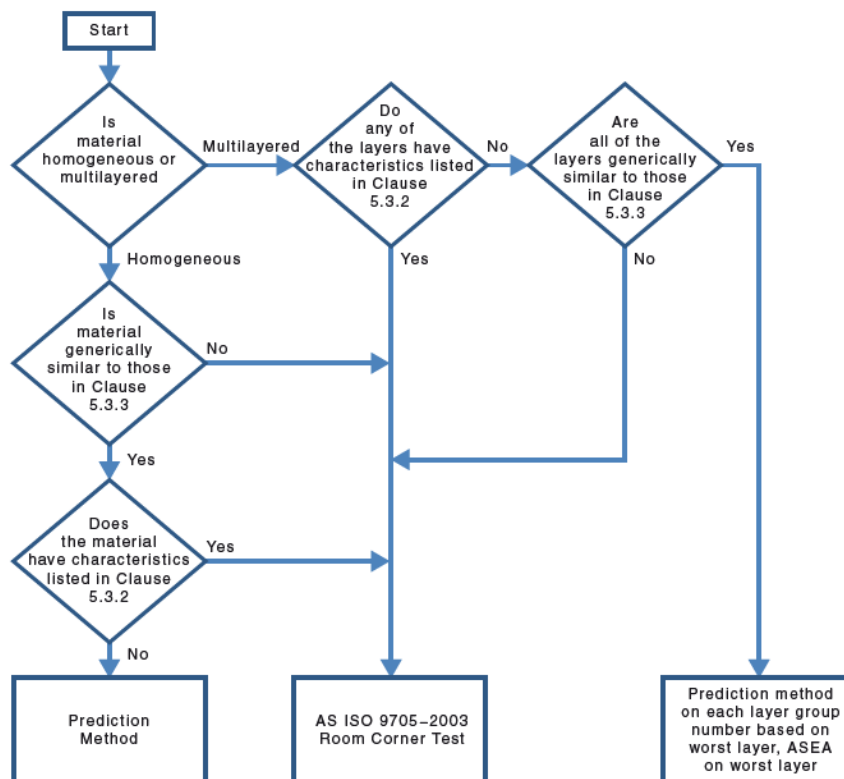 Start
Is
material
homogeneous or
multilayered
Multilayered
Do
any of
the layers have
characteristics listed
in Clause
5.3.2
No
Are
all of the
layers generically
similar to those
in Clause
5.3.3
Yes
Homogeneous
Yes
No
Is
material
generically
similar to those
in Clause
5.3.3
No
Yes
Does
the material
have characteristics
listed in Clause
5.3.2
Yes
No
Prediction
Method
AS ISO 9705–2003
Room Corner Test
Prediction method
on each layer group
number based on
worst layer, ASEA
on worst layer